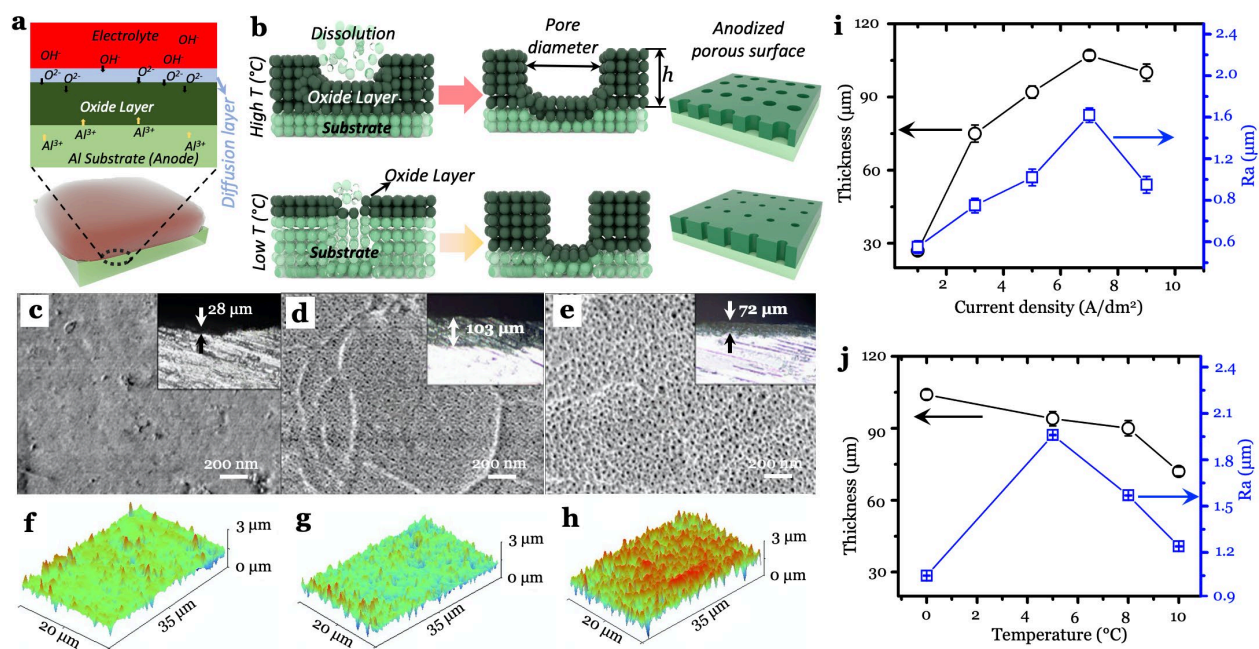 a
Electrolyte
OH⁻
OH⁻
OH⁻
OH⁻
O²⁻
O²⁻
O²⁻
O²⁻
Oxide Layer
Al³⁺
Al³⁺
Al³⁺
Al³⁺
Al Substrate (Anode)
Diffusion layer
b
Dissolution
Pore
diameter
Anodized
porous surface
h
High T (°C)
Oxide Layer
Substrate
Low T (°C)
Oxide Layer
Substrate
c
28 µm
200 nm
d
103 µm
200 nm
e
72 µm
200 nm
f
3 µm
0 µm
20 µm
35 µm
g
3 µm
0 µm
20 µm
35 µm
h
3 µm
0 µm
20 µm
35 µm
i
120
90
60
30
Thickness (µm)
2 4 6 8 10
Current density (A/dm²)
2.4
2.0
1.6
1.2
1.0
0.6
Ra (µm)
j
120
90
60
30
Thickness (µm)
0 2 4 6 8 10
Temperature (°C)
2.4
2.1
1.8
1.5
1.2
0.9
Ra (µm)